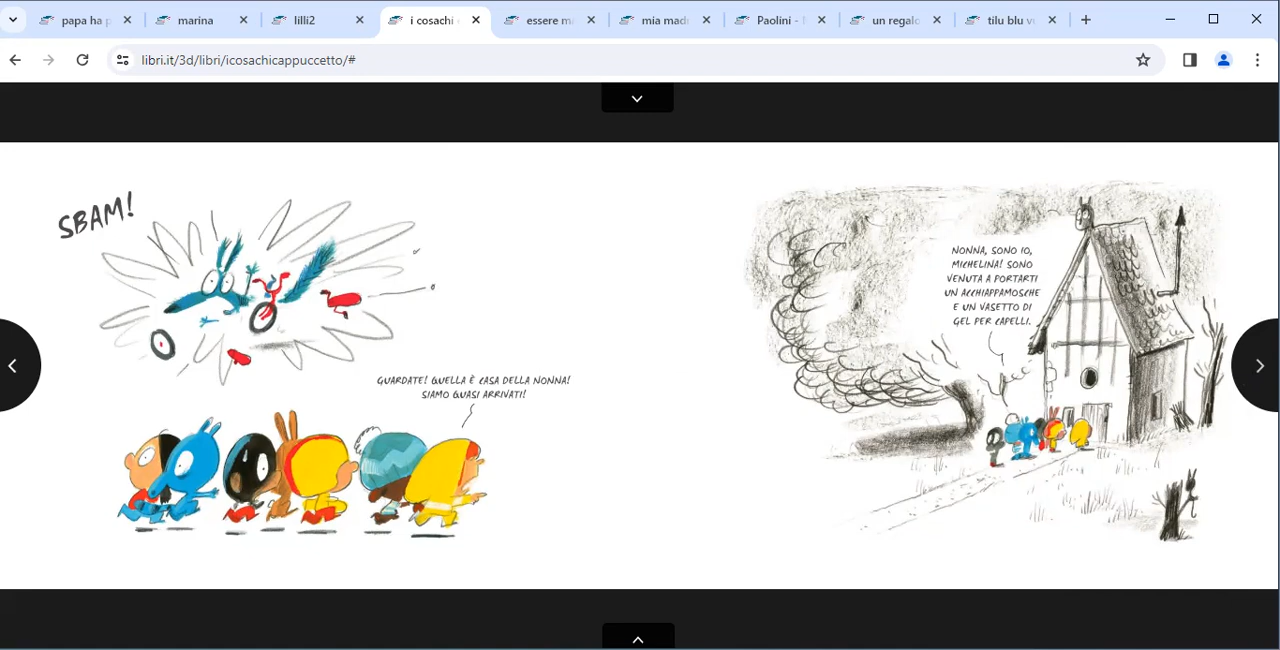 papa ha p
marina
lilli2
i cosachi
essere ma
mia mad
Paolini -
un regalo
tilu blu v
libri.it/3d/libri/icosachicappuccetto/#
SBAM!
GUARDATE! QUELLA È CASA DELLA NONNA!
SIAMO QUASI ARRIVATI!
NONNA, SONO IO,
MICHELINA! SONO
VENUTA A PORTARTI
UN ACCHIAPPAMOSCHE
E UN VASETTO DI
GEL PER CAPELLI.